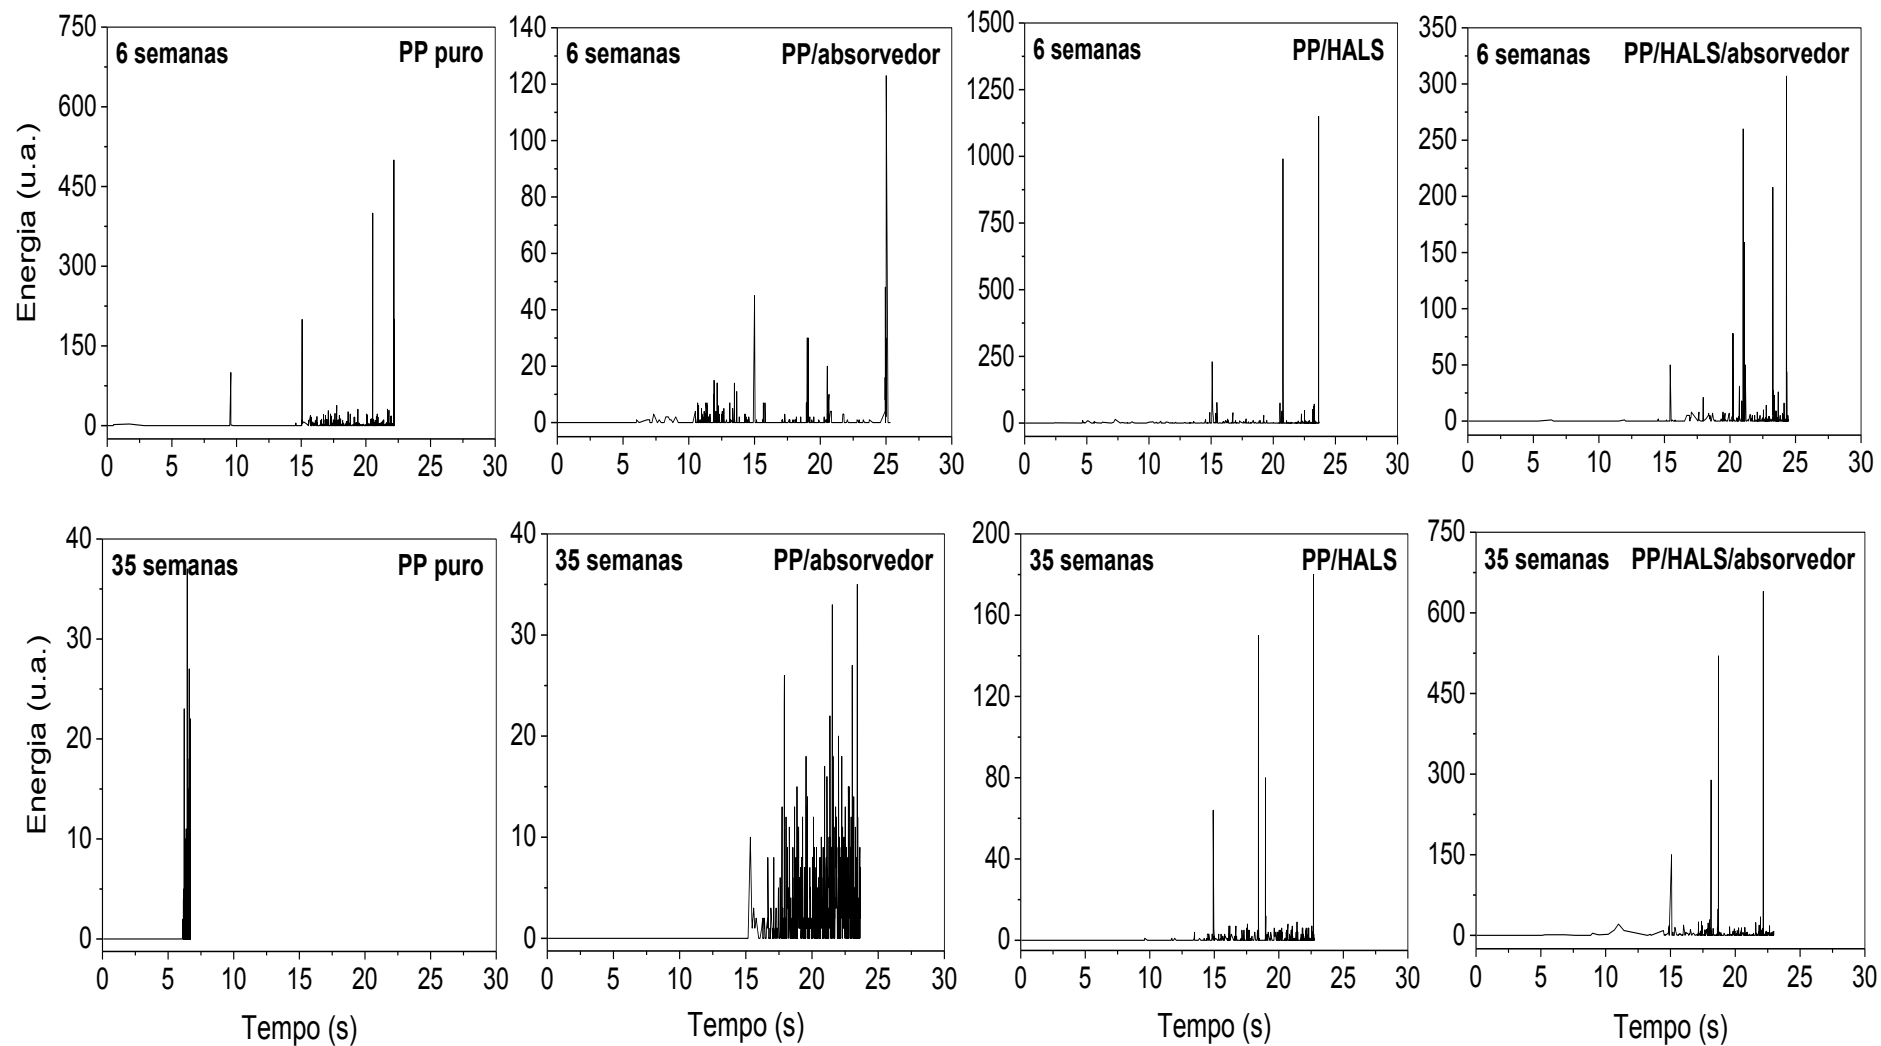 6 semanas PP puro
Energia (u.a.)
750
600
450
300
150
0
0 5 10 15 20 25 30
6 semanas PP/absorvedor
140
120
100
80
60
40
20
0
0 5 10 15 20 25 30
6 semanas PP/HALS
1500
1250
1000
750
500
250
0
0 5 10 15 20 25 30
6 semanas PP/HALS/absorvedor
350
300
250
200
150
100
50
0
0 5 10 15 20 25 30
35 semanas PP puro
Energia (u.a.)
40
30
20
10
0
0 5 10 15 20 25 30
Tempo (s)
35 semanas PP/absorvedor
40
30
20
10
0
0 5 10 15 20 25 30
Tempo (s)
35 semanas PP/HALS
200
160
120
80
40
0
0 5 10 15 20 25 30
Tempo (s)
35 semanas PP/HALS/absorvedor
750
600
450
300
150
0
0 5 10 15 20 25 30
Tempo (s)